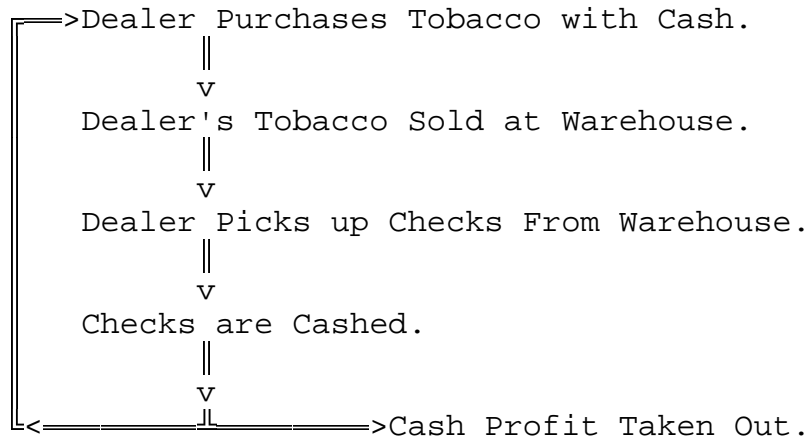 Dealer Purchases Tobacco with Cash.
Dealer's Tobacco Sold at Warehouse.
Dealer Picks up Checks From Warehouse.
Checks are Cashed.
Cash Profit Taken Out.